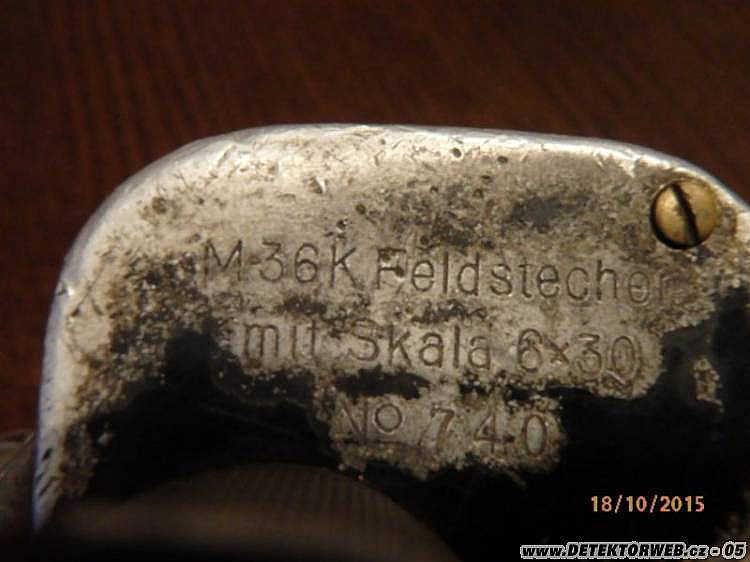 M 36K Feldstecher
mit Skala 6×30
No 740
18/10/2015
www.DETEKTORWEB.cz - 05